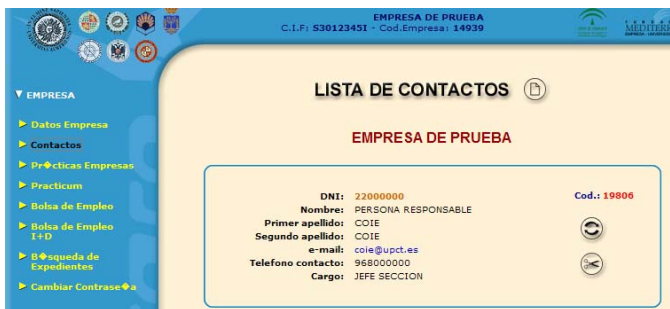 EMPRESA DE PRUEBA
C.I.F: S3012345I - Cod.Empresa: 14939
EMPRESA
Datos Empresa
Contactos
Pr�cticas Empresas
Practicum
Bolsa de Empleo
Bolsa de Empleo
I+D
B�squeda de
Expedientes
Cambiar Contrase�a
LISTA DE CONTACTOS
EMPRESA DE PRUEBA
DNI: 22000000 Cod.: 19806
Nombre: PERSONA RESPONSABLE
Primer apellido: COIE
Segundo apellido: COIE
e-mail: coie@upct.es
Telefono contacto: 968000000
Cargo: JEFE SECCION